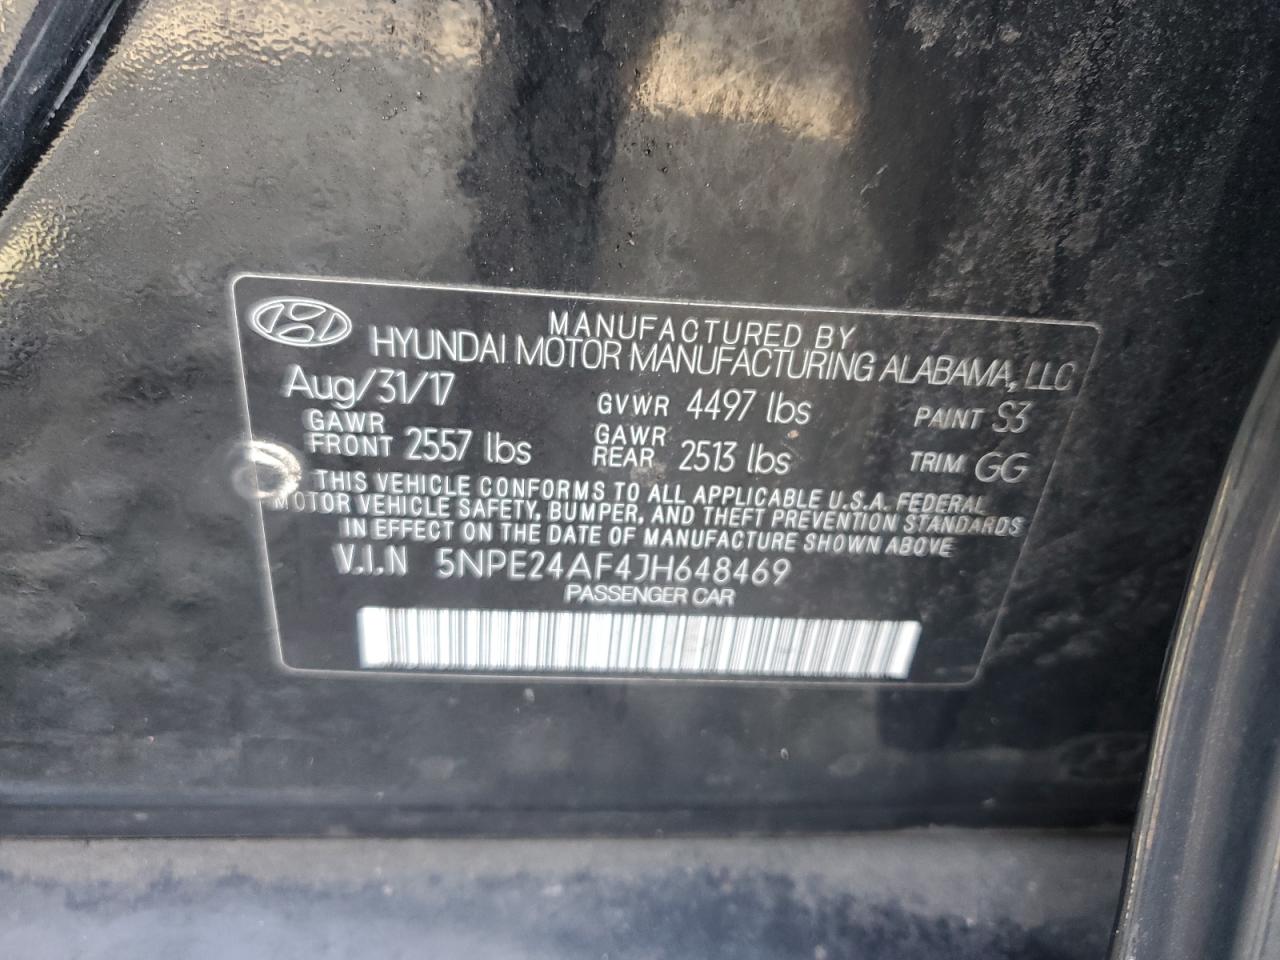 MANUFACTURED BY
HYUNDAI MOTOR MANUFACTURING ALABAMA, LLC
Aug/31/17 GVWR 4497 lbs PAINT S3
GAWR FRONT 2557 lbs GAWR REAR 2513 lbs TRIM GG
THIS VEHICLE CONFORMS TO ALL APPLICABLE U.S.A. FEDERAL
MOTOR VEHICLE SAFETY, BUMPER, AND THEFT PREVENTION STANDARDS
IN EFFECT ON THE DATE OF MANUFACTURE SHOWN ABOVE
V.I.N 5NPE24AF4JH648469
PASSENGER CAR